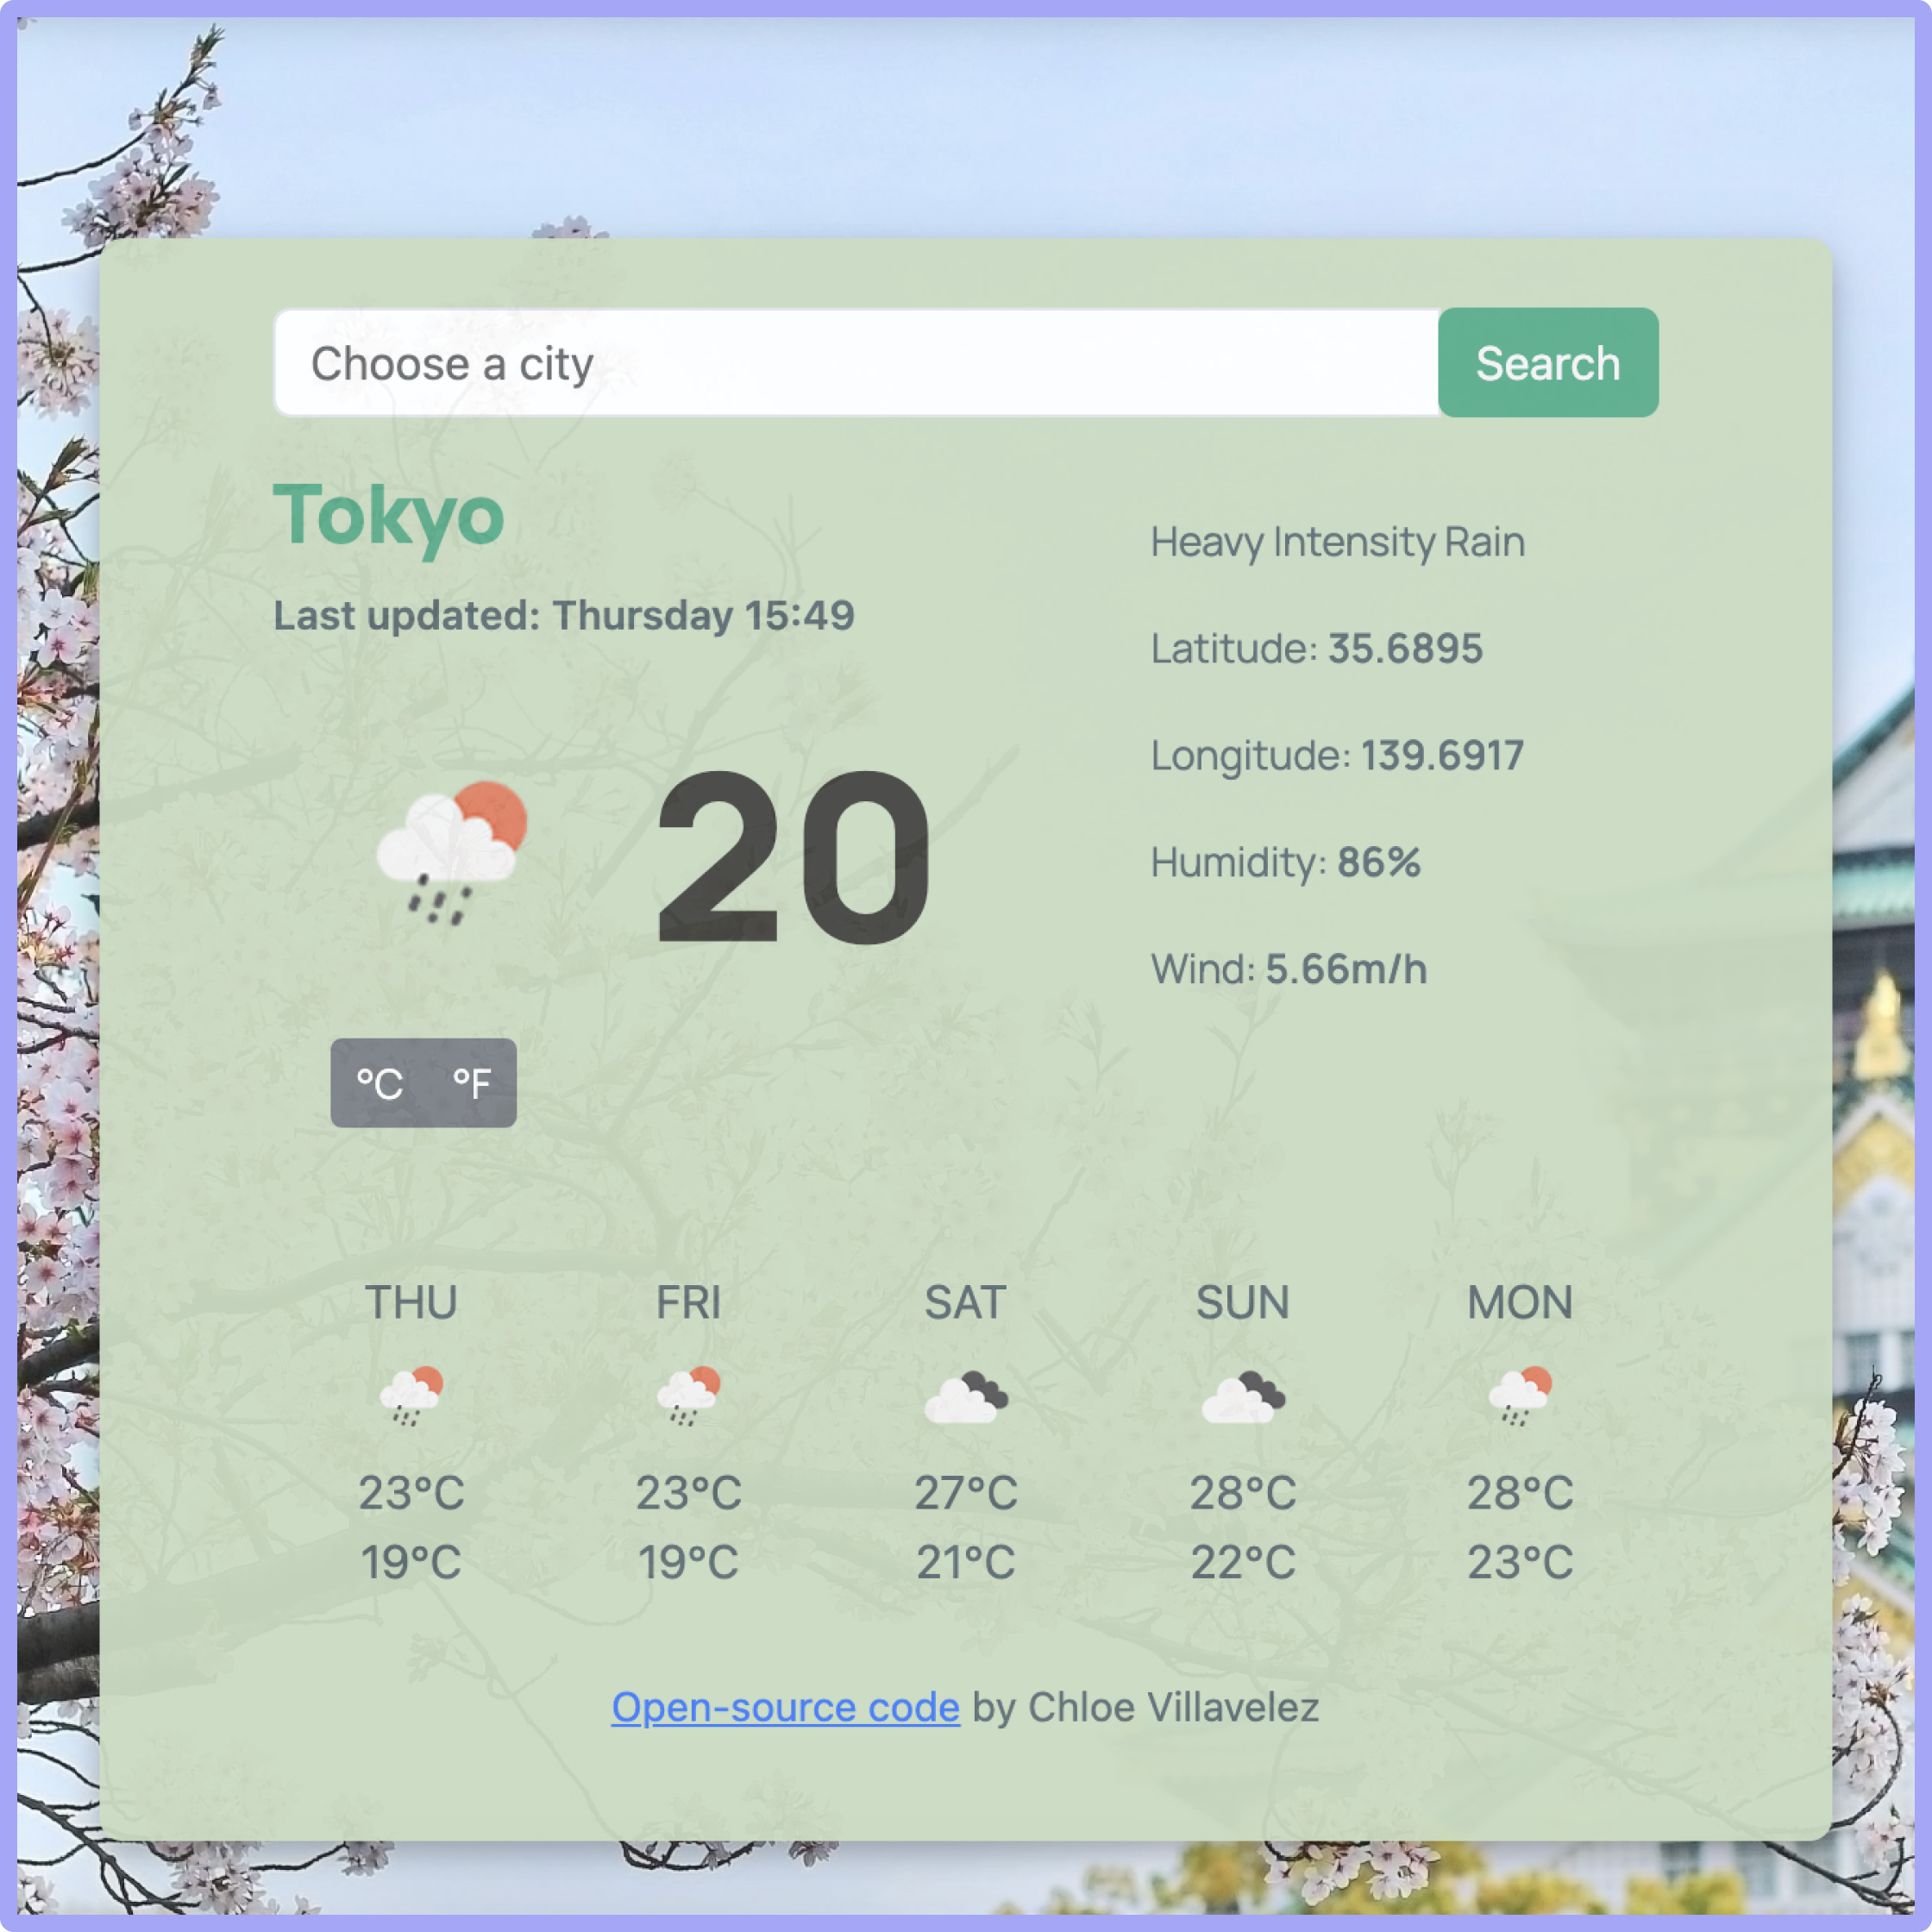 Choose a city
Search
Tokyo
Last updated: Thursday 15:49
20
°C °F
Heavy Intensity Rain
Latitude: 35.6895
Longitude: 139.6917
Humidity: 86%
Wind: 5.66m/h
THU FRI SAT SUN MON
23°C 23°C 27°C 28°C 28°C
19°C 19°C 21°C 22°C 23°C
Open-source code by Chloe Villavelez